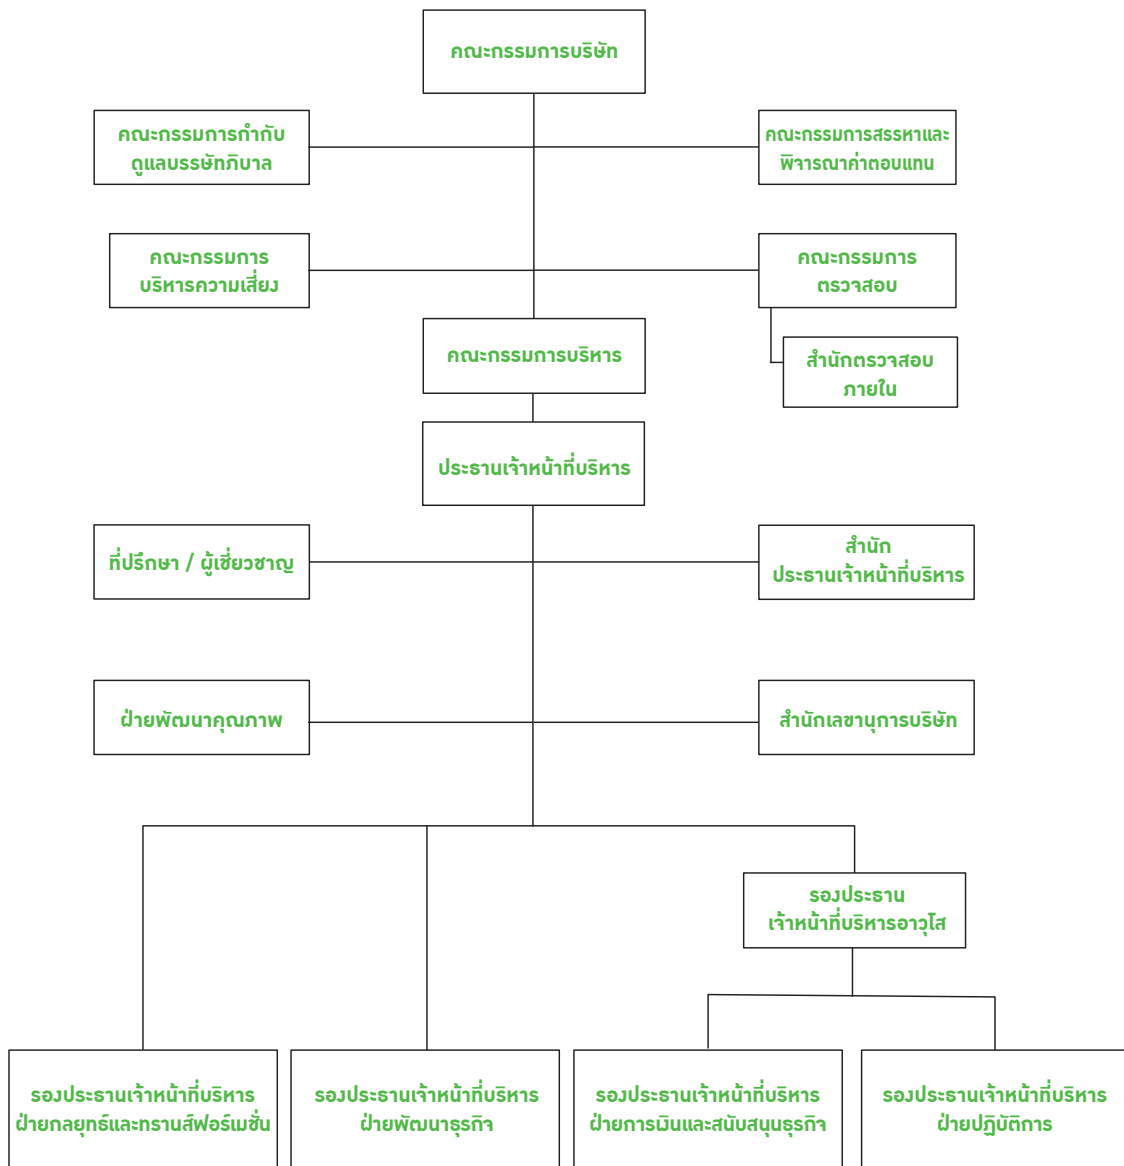 คณะกรรมการบริษัท
คณะกรรมการกำกับ
ดูแลบรรษัทภิบาล
คณะกรรมการสรรหาและ
พิจารณาค่าตอบแทน
คณะกรรมการ
บริหารความเสี่ยง
คณะกรรมการ
ตรวจสอบ
คณะกรรมการบริหาร
สำนักตรวจสอบ
ภายใน
ประธานเจ้าหน้าที่บริหาร
ที่ปรึกษา / ผู้เชี่ยวชาญ
สำนัก
ประธานเจ้าหน้าที่บริหาร
ฝ่ายพัฒนาคุณภาพ
สำนักเลขานุการบริษัท
รองประธาน
เจ้าหน้าที่บริหารอาวุโส
รองประธานเจ้าหน้าที่บริหาร
ฝ่ายกลยุทธ์และทรานส์ฟอร์เมชั่น
รองประธานเจ้าหน้าที่บริหาร
ฝ่ายพัฒนาธุรกิจ
รองประธานเจ้าหน้าที่บริหาร
ฝ่ายการเงินและสนับสนุนธุรกิจ
รองประธานเจ้าหน้าที่บริหาร
ฝ่ายปฏิบัติการ